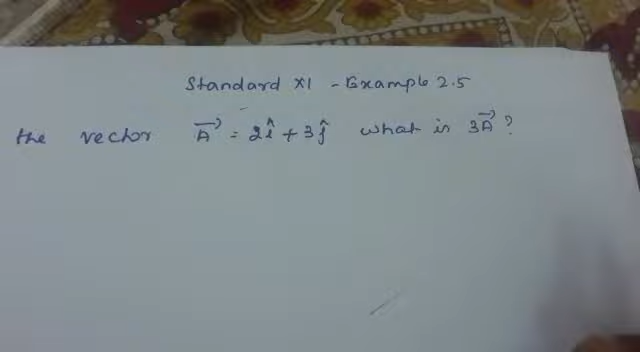 Standard XI - Example 2.5
the vector A⃗ = 2î + 3ĵ what is 3A⃗ ?